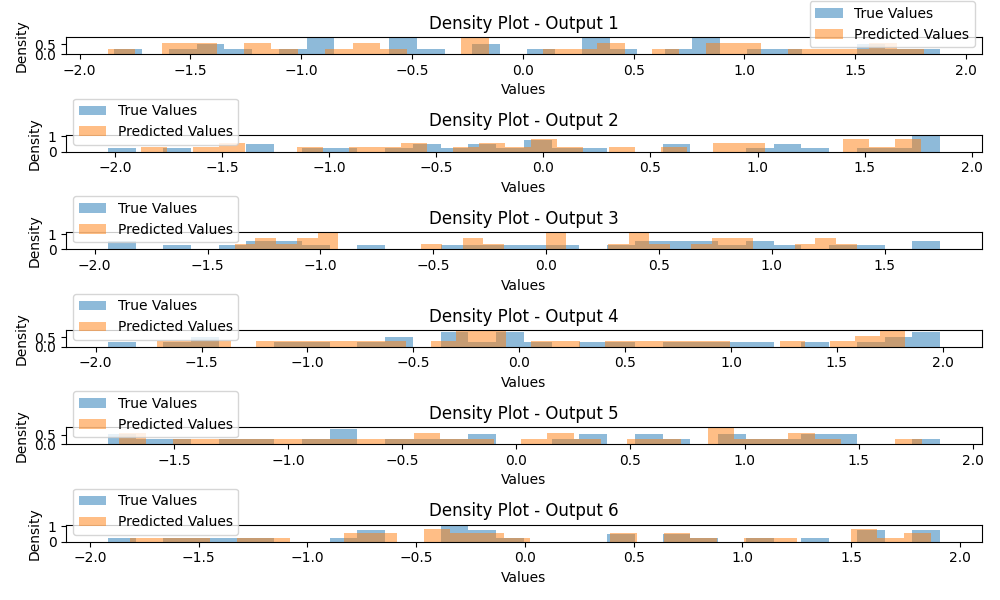 Density Plot - Output 1
True Values
Predicted Values
Density
0.5
0.0
−2.0 −1.5 −1.0 −0.5 0.0 0.5 1.0 1.5 2.0
Values
Density Plot - Output 2
True Values
Predicted Values
Density
1
0
−2.0 −1.5 −1.0 −0.5 0.0 0.5 1.0 1.5 2.0
Values
Density Plot - Output 3
True Values
Predicted Values
Density
1
0
−2.0 −1.5 −1.0 −0.5 0.0 0.5 1.0 1.5
Values
Density Plot - Output 4
True Values
Predicted Values
Density
0.5
0.0
−2.0 −1.5 −1.0 −0.5 0.0 0.5 1.0 1.5 2.0
Values
Density Plot - Output 5
True Values
Predicted Values
Density
0.5
0.0
−1.5 −1.0 −0.5 0.0 0.5 1.0 1.5 2.0
Values
Density Plot - Output 6
True Values
Predicted Values
Density
1
0
−2.0 −1.5 −1.0 −0.5 0.0 0.5 1.0 1.5 2.0
Values